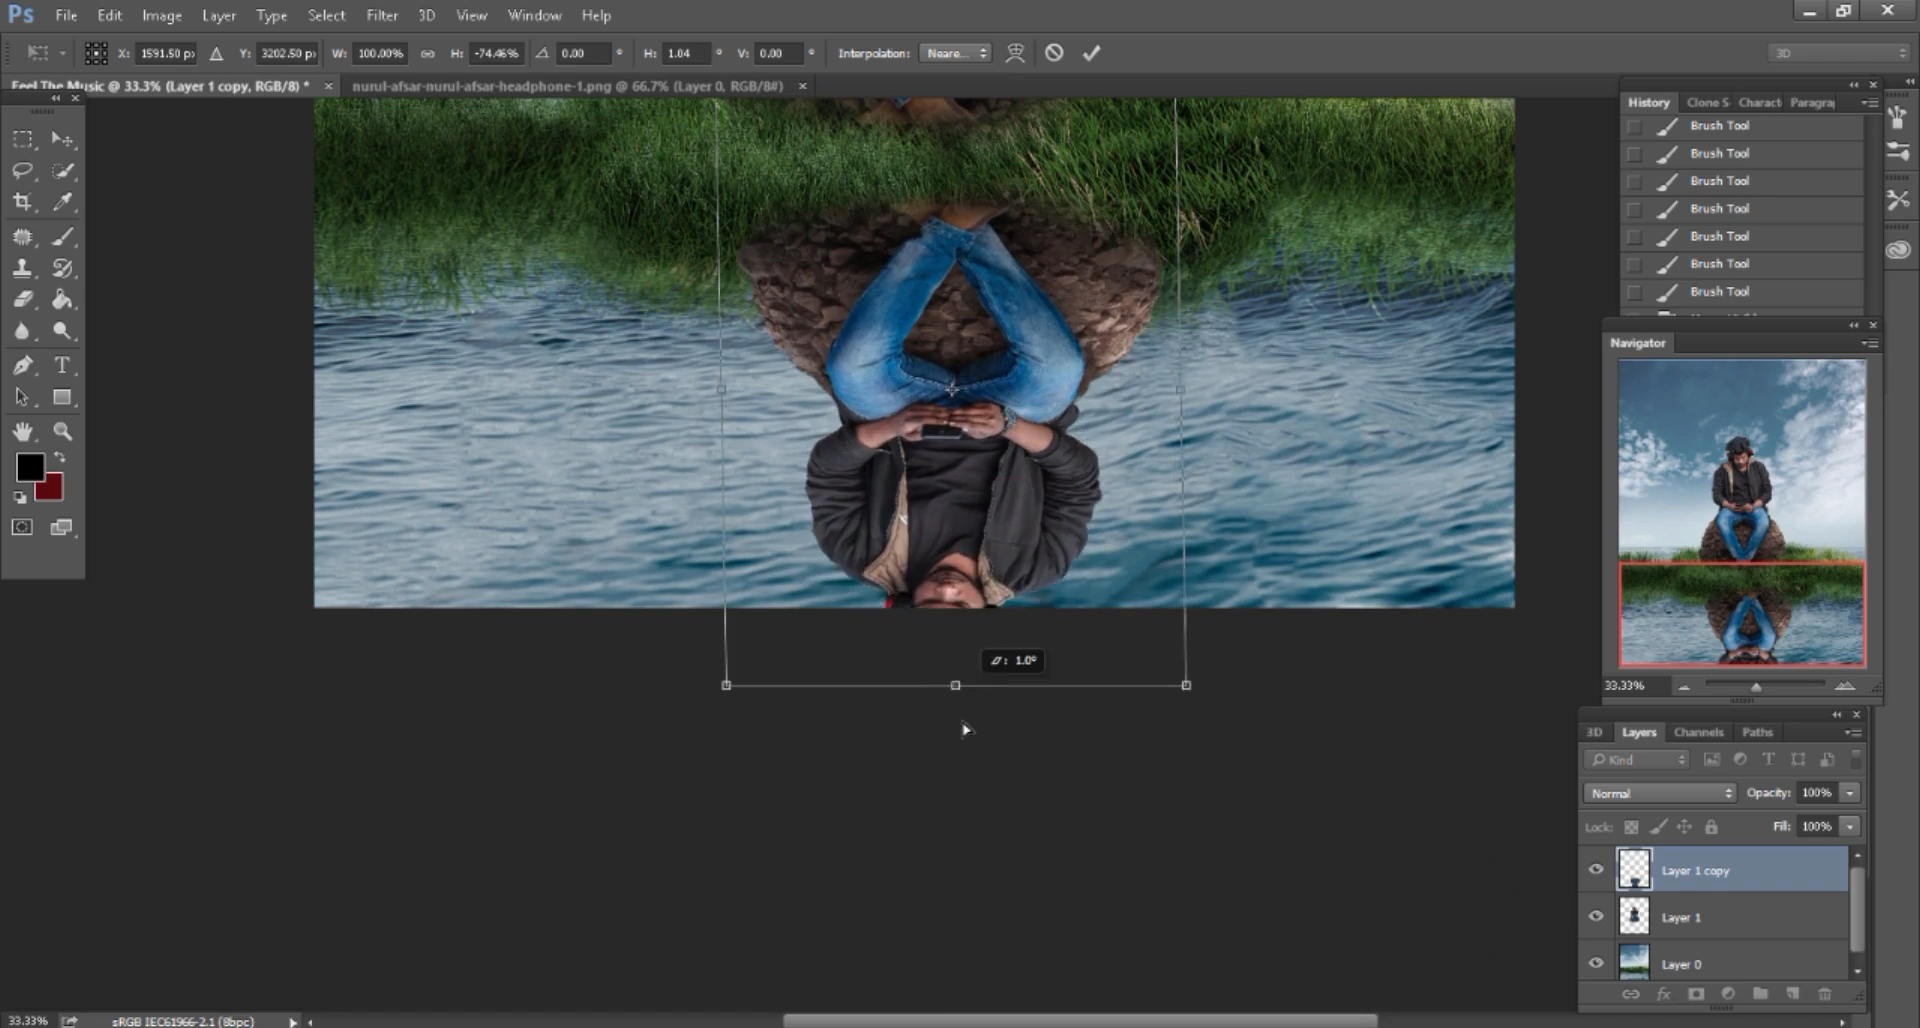 Ps File Edit Image Layer Type Select Filter 3D View Window Help
X: 1591.50 px Y: 3202.50 px W: 100.00% H: -74.46% 0.00 ° H: 1.04 ° V: 0.00 ° Interpolation: Neare... 3D
Feel The Music @ 33.3% (Layer 1 copy, RGB/8) * × nurul-afsar-nurul-afsar-headphone-1.png @ 66.7% (Layer 0, RGB/8#) ×
History Clone S Charact Paragra
Brush Tool
Brush Tool
Brush Tool
Brush Tool
Brush Tool
Brush Tool
Brush Tool
Navigator
1.0°
33.33%
3D Layers Channels Paths
Kind
Normal Opacity: 100%
Lock: Fill: 100%
Layer 1 copy
Layer 1
Layer 0
fx
33.33% sRGB IEC61966-2.1 (8bpc)